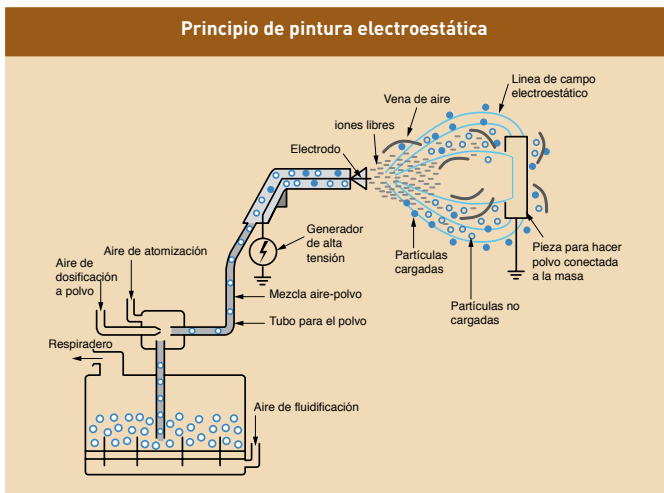 Principio de pintura electroestática
Linea de campo
electroestático
Vena de aire
iones libres
Electrodo
Generador
de alta
tensión
Partículas
cargadas
Pieza para hacer
polvo conectada
a la masa
Partículas no
cargadas
Aire de atomización
Aire de
dosificación
a polvo
Mezcla aire-polvo
Tubo para el polvo
Respiradero
Aire de fluidificación